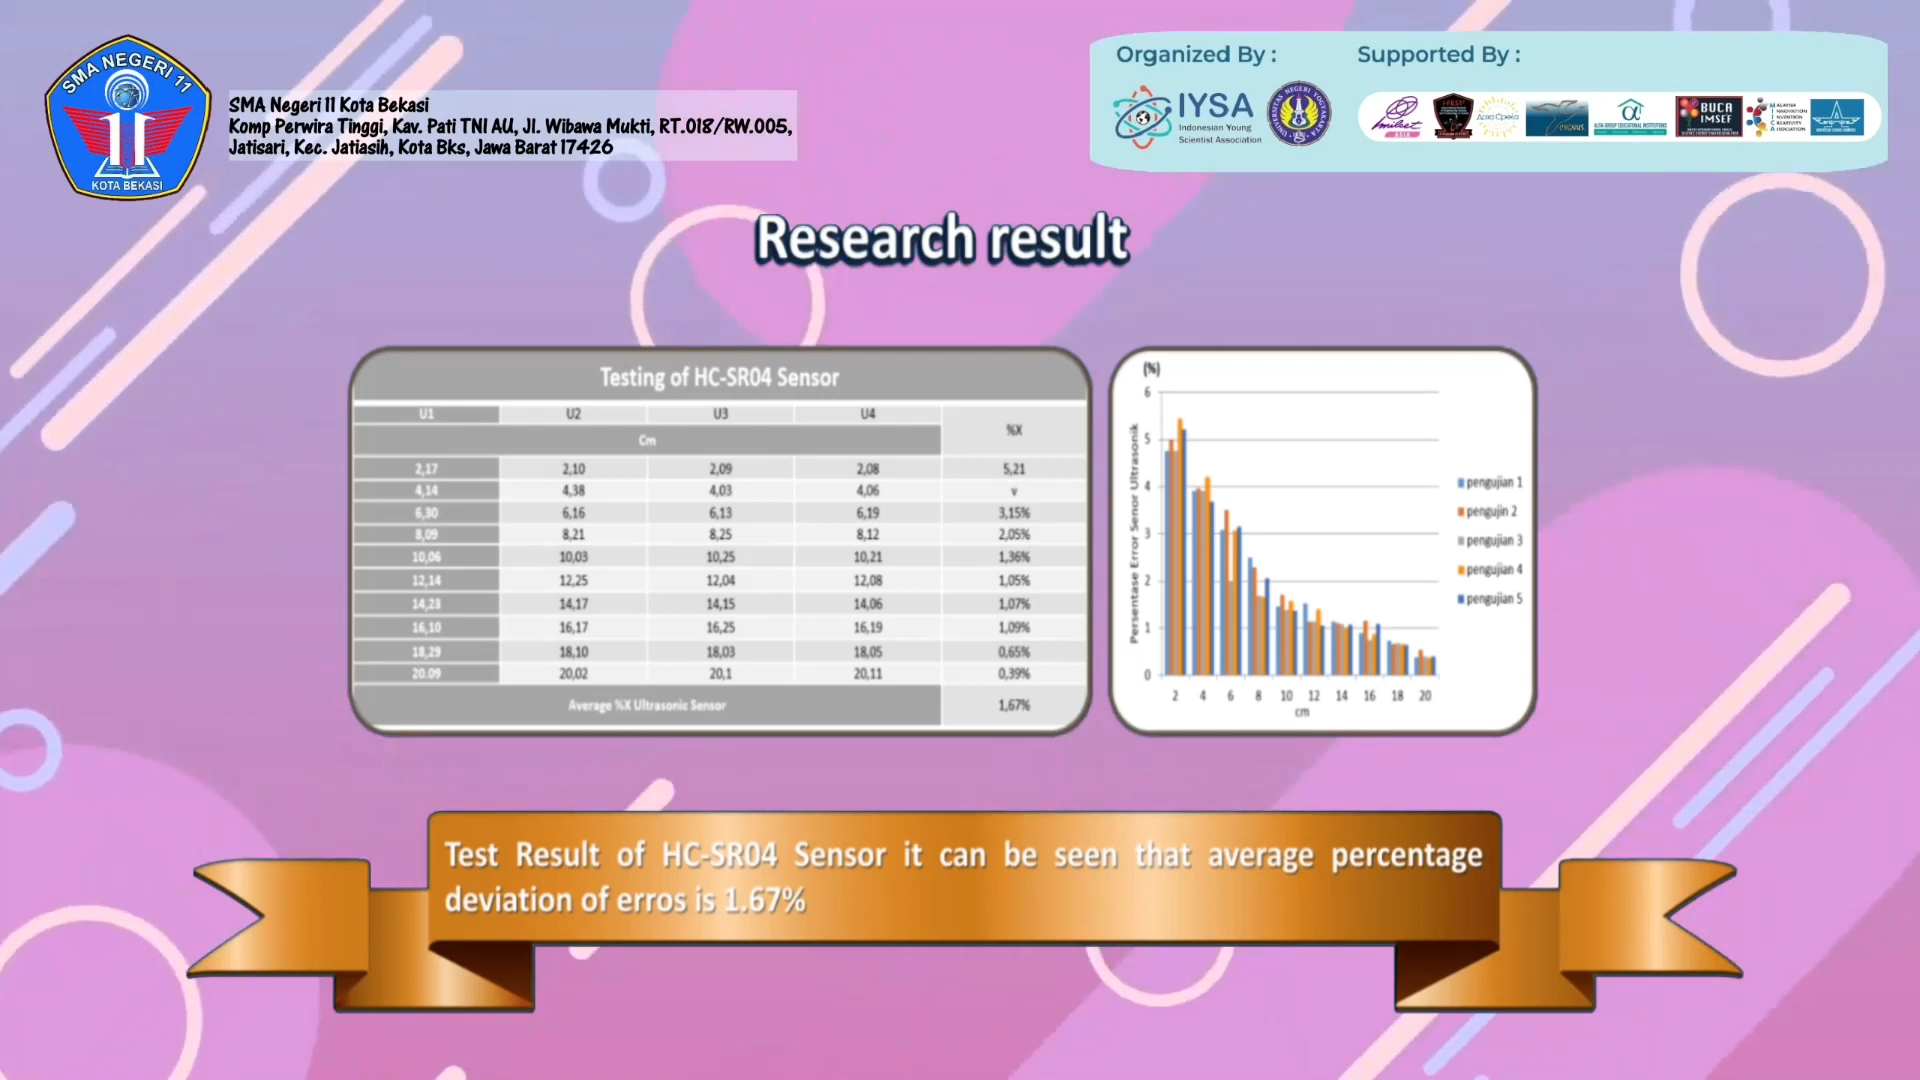 SMA NEGERI 11
KOTA BEKASI
SMA Negeri 11 Kota Bekasi
Komp Perwira Tinggi, Kav. Pati TNI AU, Jl. Wibawa Mukti, RT.018/RW.005,
Jatisari, Kec. Jatiasih, Kota Bks, Jawa Barat 17426
Organized By :
Supported By :
IYSA
Indonesian Young
Scientist Association
UNIVERSITAS NEGERI YOGYAKARTA
CYGNUS
BUCA
IMSEF
Research result
Testing of HC-SR04 Sensor
U1 U2 U3 U4 %X
Cm
2,17 2,10 2,09 2,08 5,21
4,14 4,38 4,03 4,06 v
6,30 6,16 6,13 6,19 3,15%
8,09 8,21 8,25 8,12 2,05%
10,06 10,03 10,25 10,21 1,36%
12,14 12,25 12,04 12,08 1,05%
14,23 14,17 14,15 14,06 1,07%
16,10 16,17 16,25 16,19 1,09%
18,29 18,10 18,03 18,05 0,65%
20.09 20,02 20,1 20,11 0,39%
Average %X Ultrasonic Sensor 1,67%
(%)
Persentase Error Senor Ultrasonik
6
5
4
3
2
1
0
2 4 6 8 10 12 14 16 18 20
cm
pengujian 1
pengujin 2
pengujian 3
pengujian 4
pengujian 5
Test Result of HC-SR04 Sensor it can be seen that average percentage
deviation of erros is 1.67%